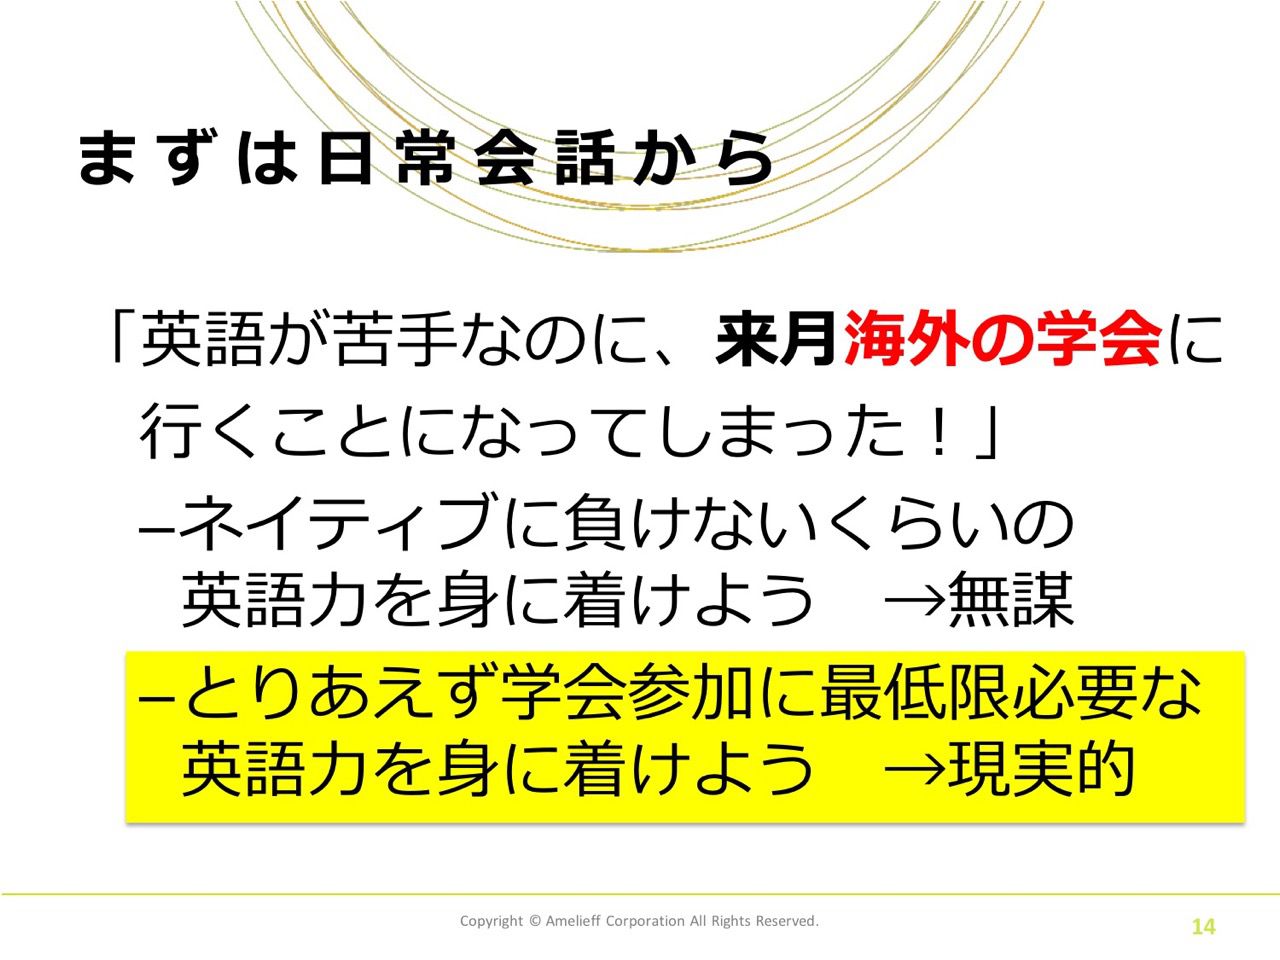 まずは日常会話から
「英語が苦手なのに、来月海外の学会に
行くことになってしまった！」
–ネイティブに負けないくらいの
英語力を身に着けよう　→無謀
–とりあえず学会参加に最低限必要な
英語力を身に着けよう　→現実的
Copyright © Amelieff Corporation All Rights Reserved.
14